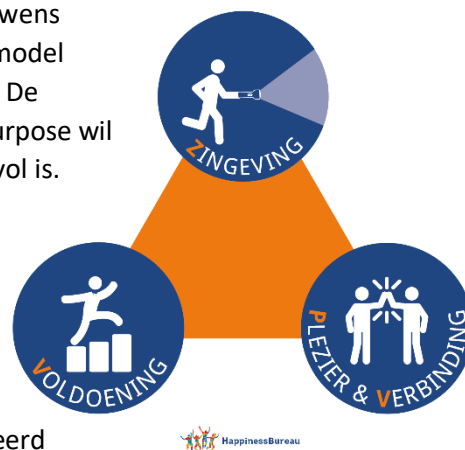 wens
model
De
urpose wil
vol is.
ZINGEVING
VOLDOENING
PLEZIER & VERBINDING
eerd
HappinessBureau